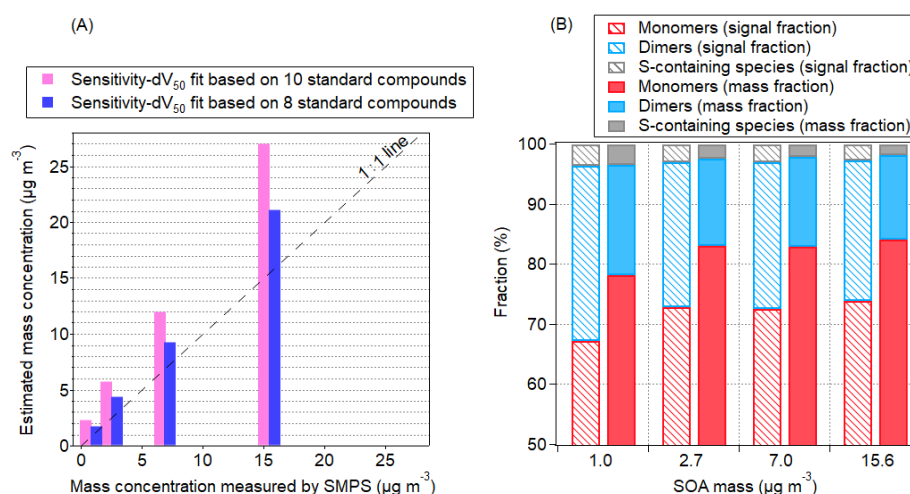 (A)
Sensitivity-dV50 fit based on 10 standard compounds
Sensitivity-dV50 fit based on 8 standard compounds
Estimated mass concentration (µg m-3)
25
20
15
10
5
0
1:1 line
0 5 10 15 20 25
Mass concentration measured by SMPS (µg m-3)
(B)
Monomers (signal fraction)
Dimers (signal fraction)
S-containing species (signal fraction)
Monomers (mass fraction)
Dimers (mass fraction)
S-containing species (mass fraction)
Fraction (%)
100
90
80
70
60
50
1.0 2.7 7.0 15.6
SOA mass (µg m-3)